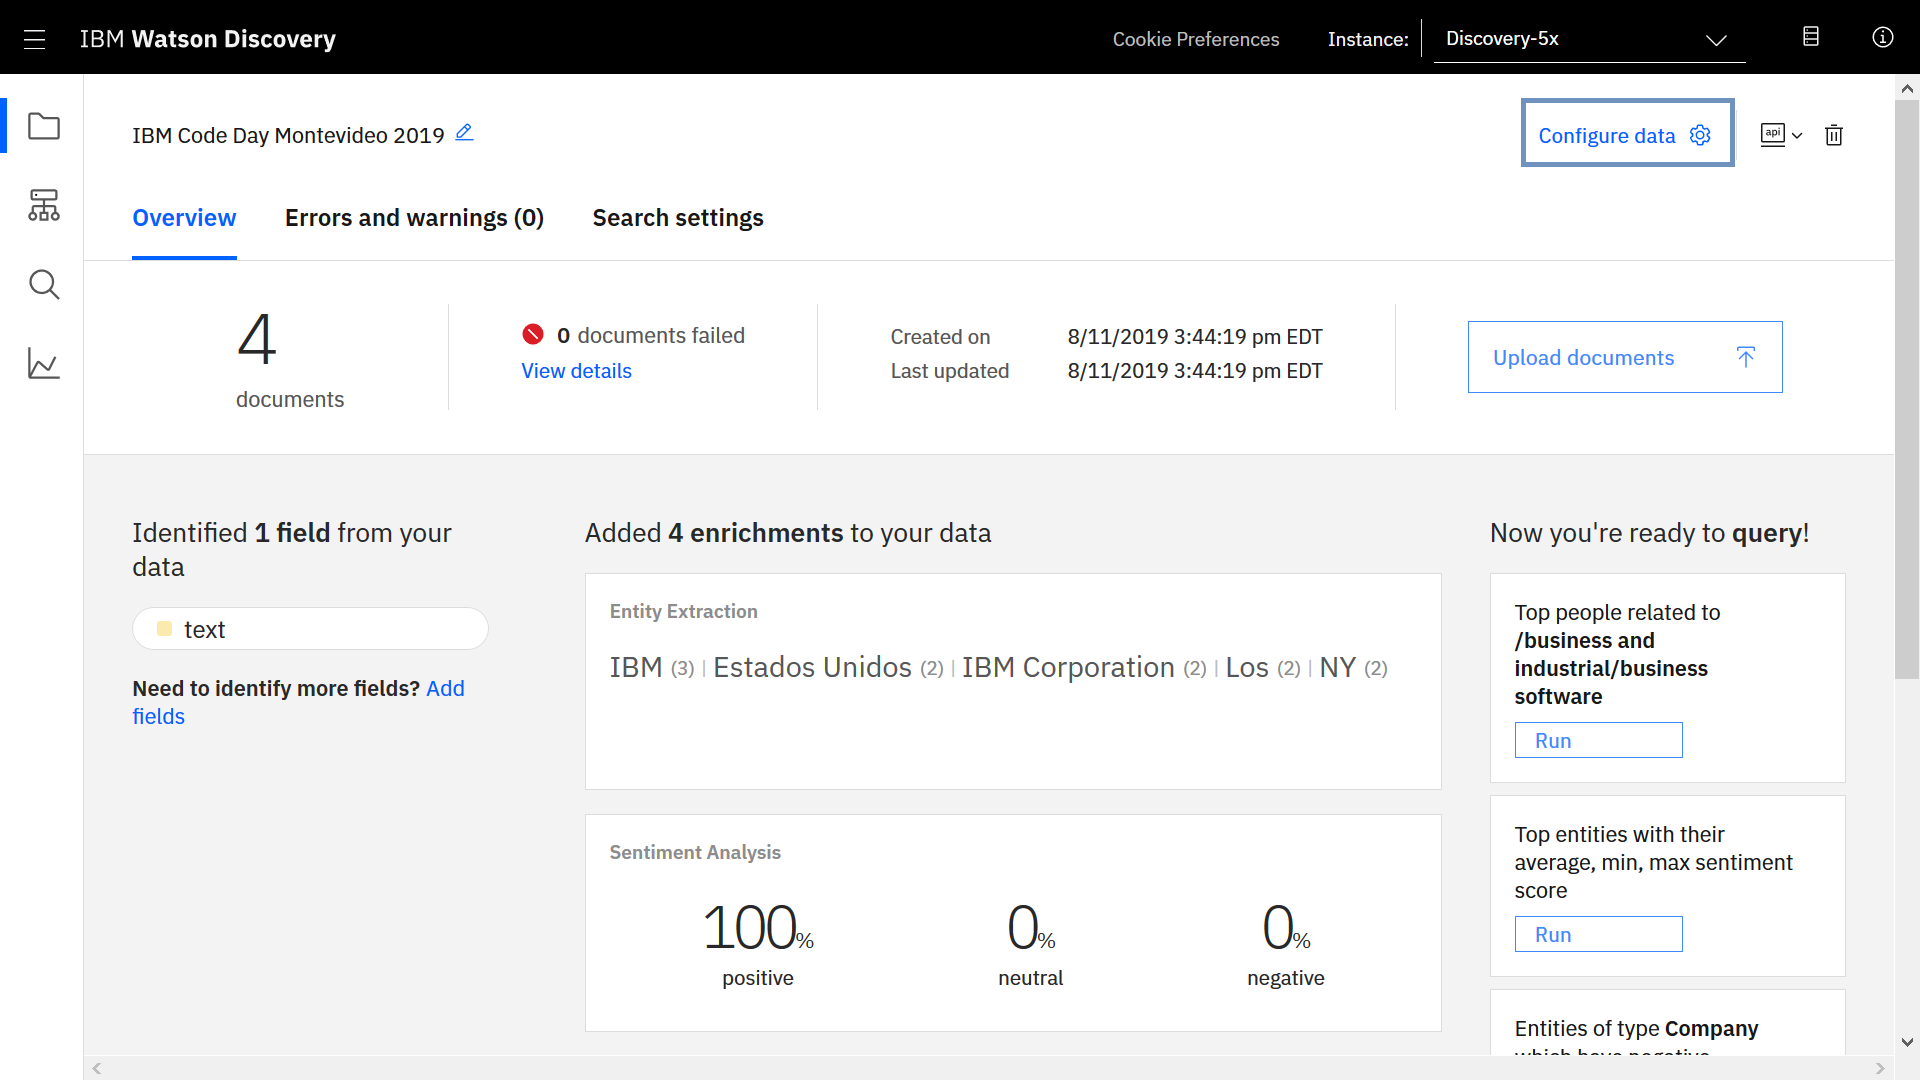 IBM Watson Discovery
Cookie Preferences
Instance:
Discovery-5x
IBM Code Day Montevideo 2019
Configure data
api
Overview
Errors and warnings (0)
Search settings
4
documents
0 documents failed
View details
Created on 8/11/2019 3:44:19 pm EDT
Last updated 8/11/2019 3:44:19 pm EDT
Upload documents
Identified 1 field from your
data
text
Need to identify more fields? Add
fields
Added 4 enrichments to your data
Entity Extraction
IBM (3) | Estados Unidos (2) | IBM Corporation (2) | Los (2) | NY (2)
Sentiment Analysis
100%
positive
0%
neutral
0%
negative
Now you're ready to query!
Top people related to
/business and
industrial/business
software
Run
Top entities with their
average, min, max sentiment
score
Run
Entities of type Company
which have negative